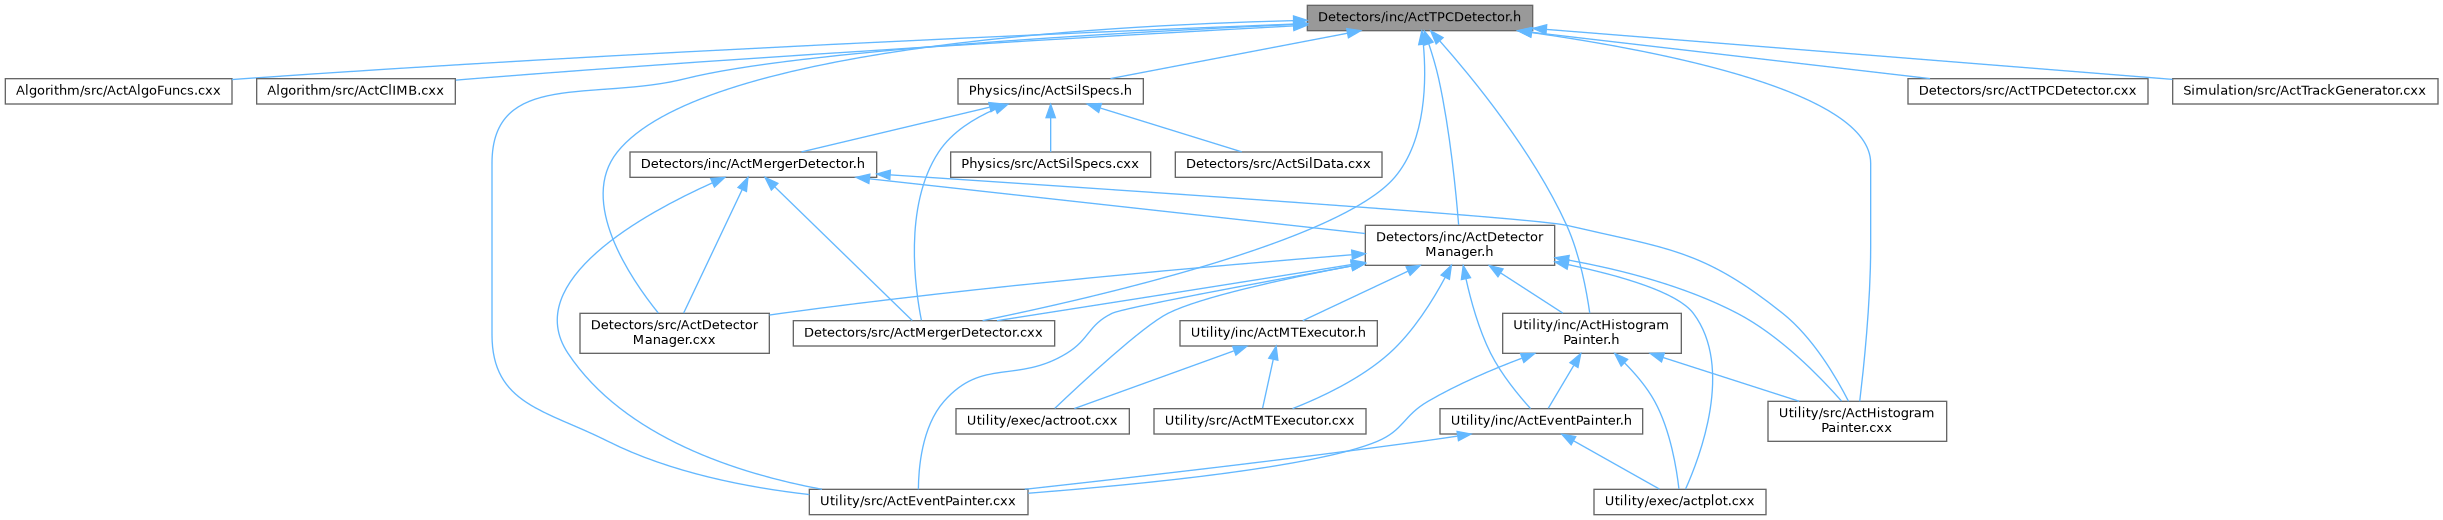 Detectors/inc/ActTPCDetector.h
Algorithm/src/ActAlgoFuncs.cxx
Algorithm/src/ActClIMB.cxx
Physics/inc/ActSilSpecs.h
Detectors/src/ActTPCDetector.cxx
Simulation/src/ActTrackGenerator.cxx
Detectors/inc/ActMergerDetector.h
Physics/src/ActSilSpecs.cxx
Detectors/src/ActSilData.cxx
Detectors/inc/ActDetector
Manager.h
Detectors/src/ActDetector
Manager.cxx
Detectors/src/ActMergerDetector.cxx
Utility/inc/ActMTExecutor.h
Utility/inc/ActHistogram
Painter.h
Utility/exec/actroot.cxx
Utility/src/ActMTExecutor.cxx
Utility/inc/ActEventPainter.h
Utility/src/ActHistogram
Painter.cxx
Utility/src/ActEventPainter.cxx
Utility/exec/actplot.cxx